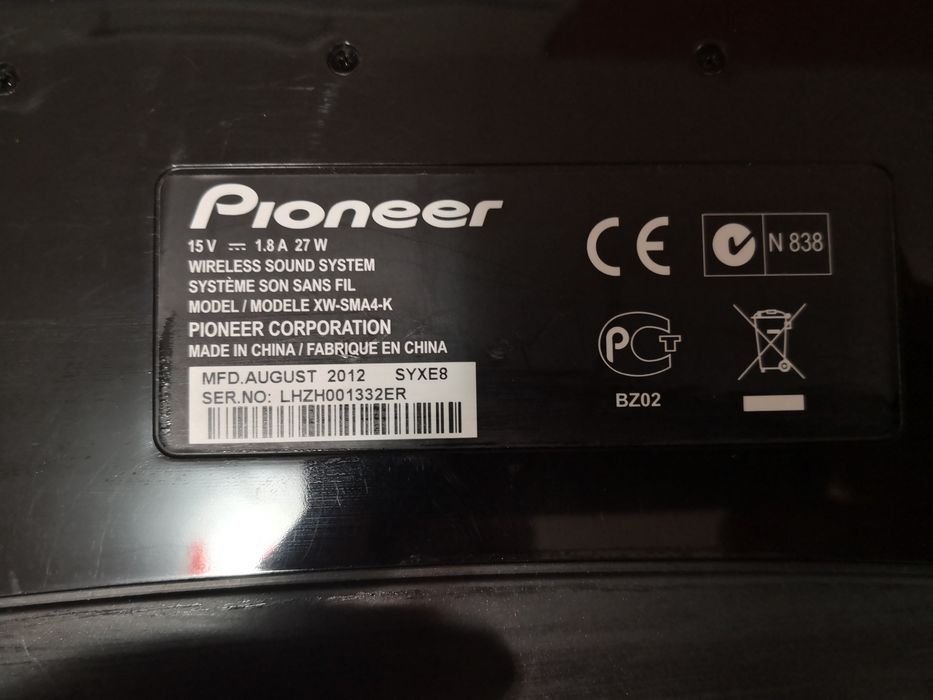 Pioneer
15 V ⎓ 1.8 A 27 W
WIRELESS SOUND SYSTEM
SYSTÈME SON SANS FIL
MODEL / MODELE XW-SMA4-K
PIONEER CORPORATION
MADE IN CHINA / FABRIQUE EN CHINA
MFD.AUGUST 2012 SYXE8
SER.NO: LHZH001332ER
CE
N 838
PCT
BZ02